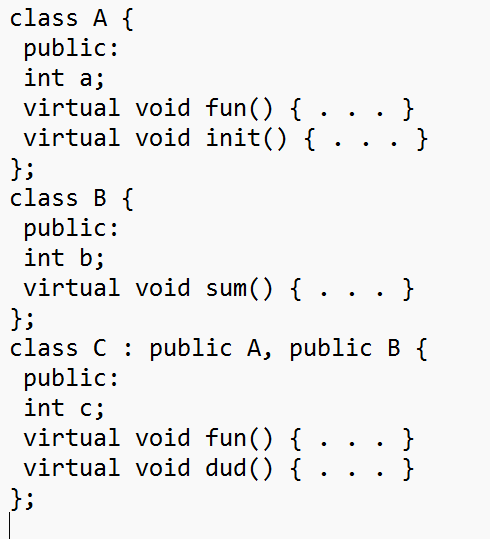 class A {
 public:
 int a;
 virtual void fun() { . . . }
 virtual void init() { . . . }
};
class B {
 public:
 int b;
 virtual void sum() { . . . }
};
class C : public A, public B {
 public:
 int c;
 virtual void fun() { . . . }
 virtual void dud() { . . . }
};